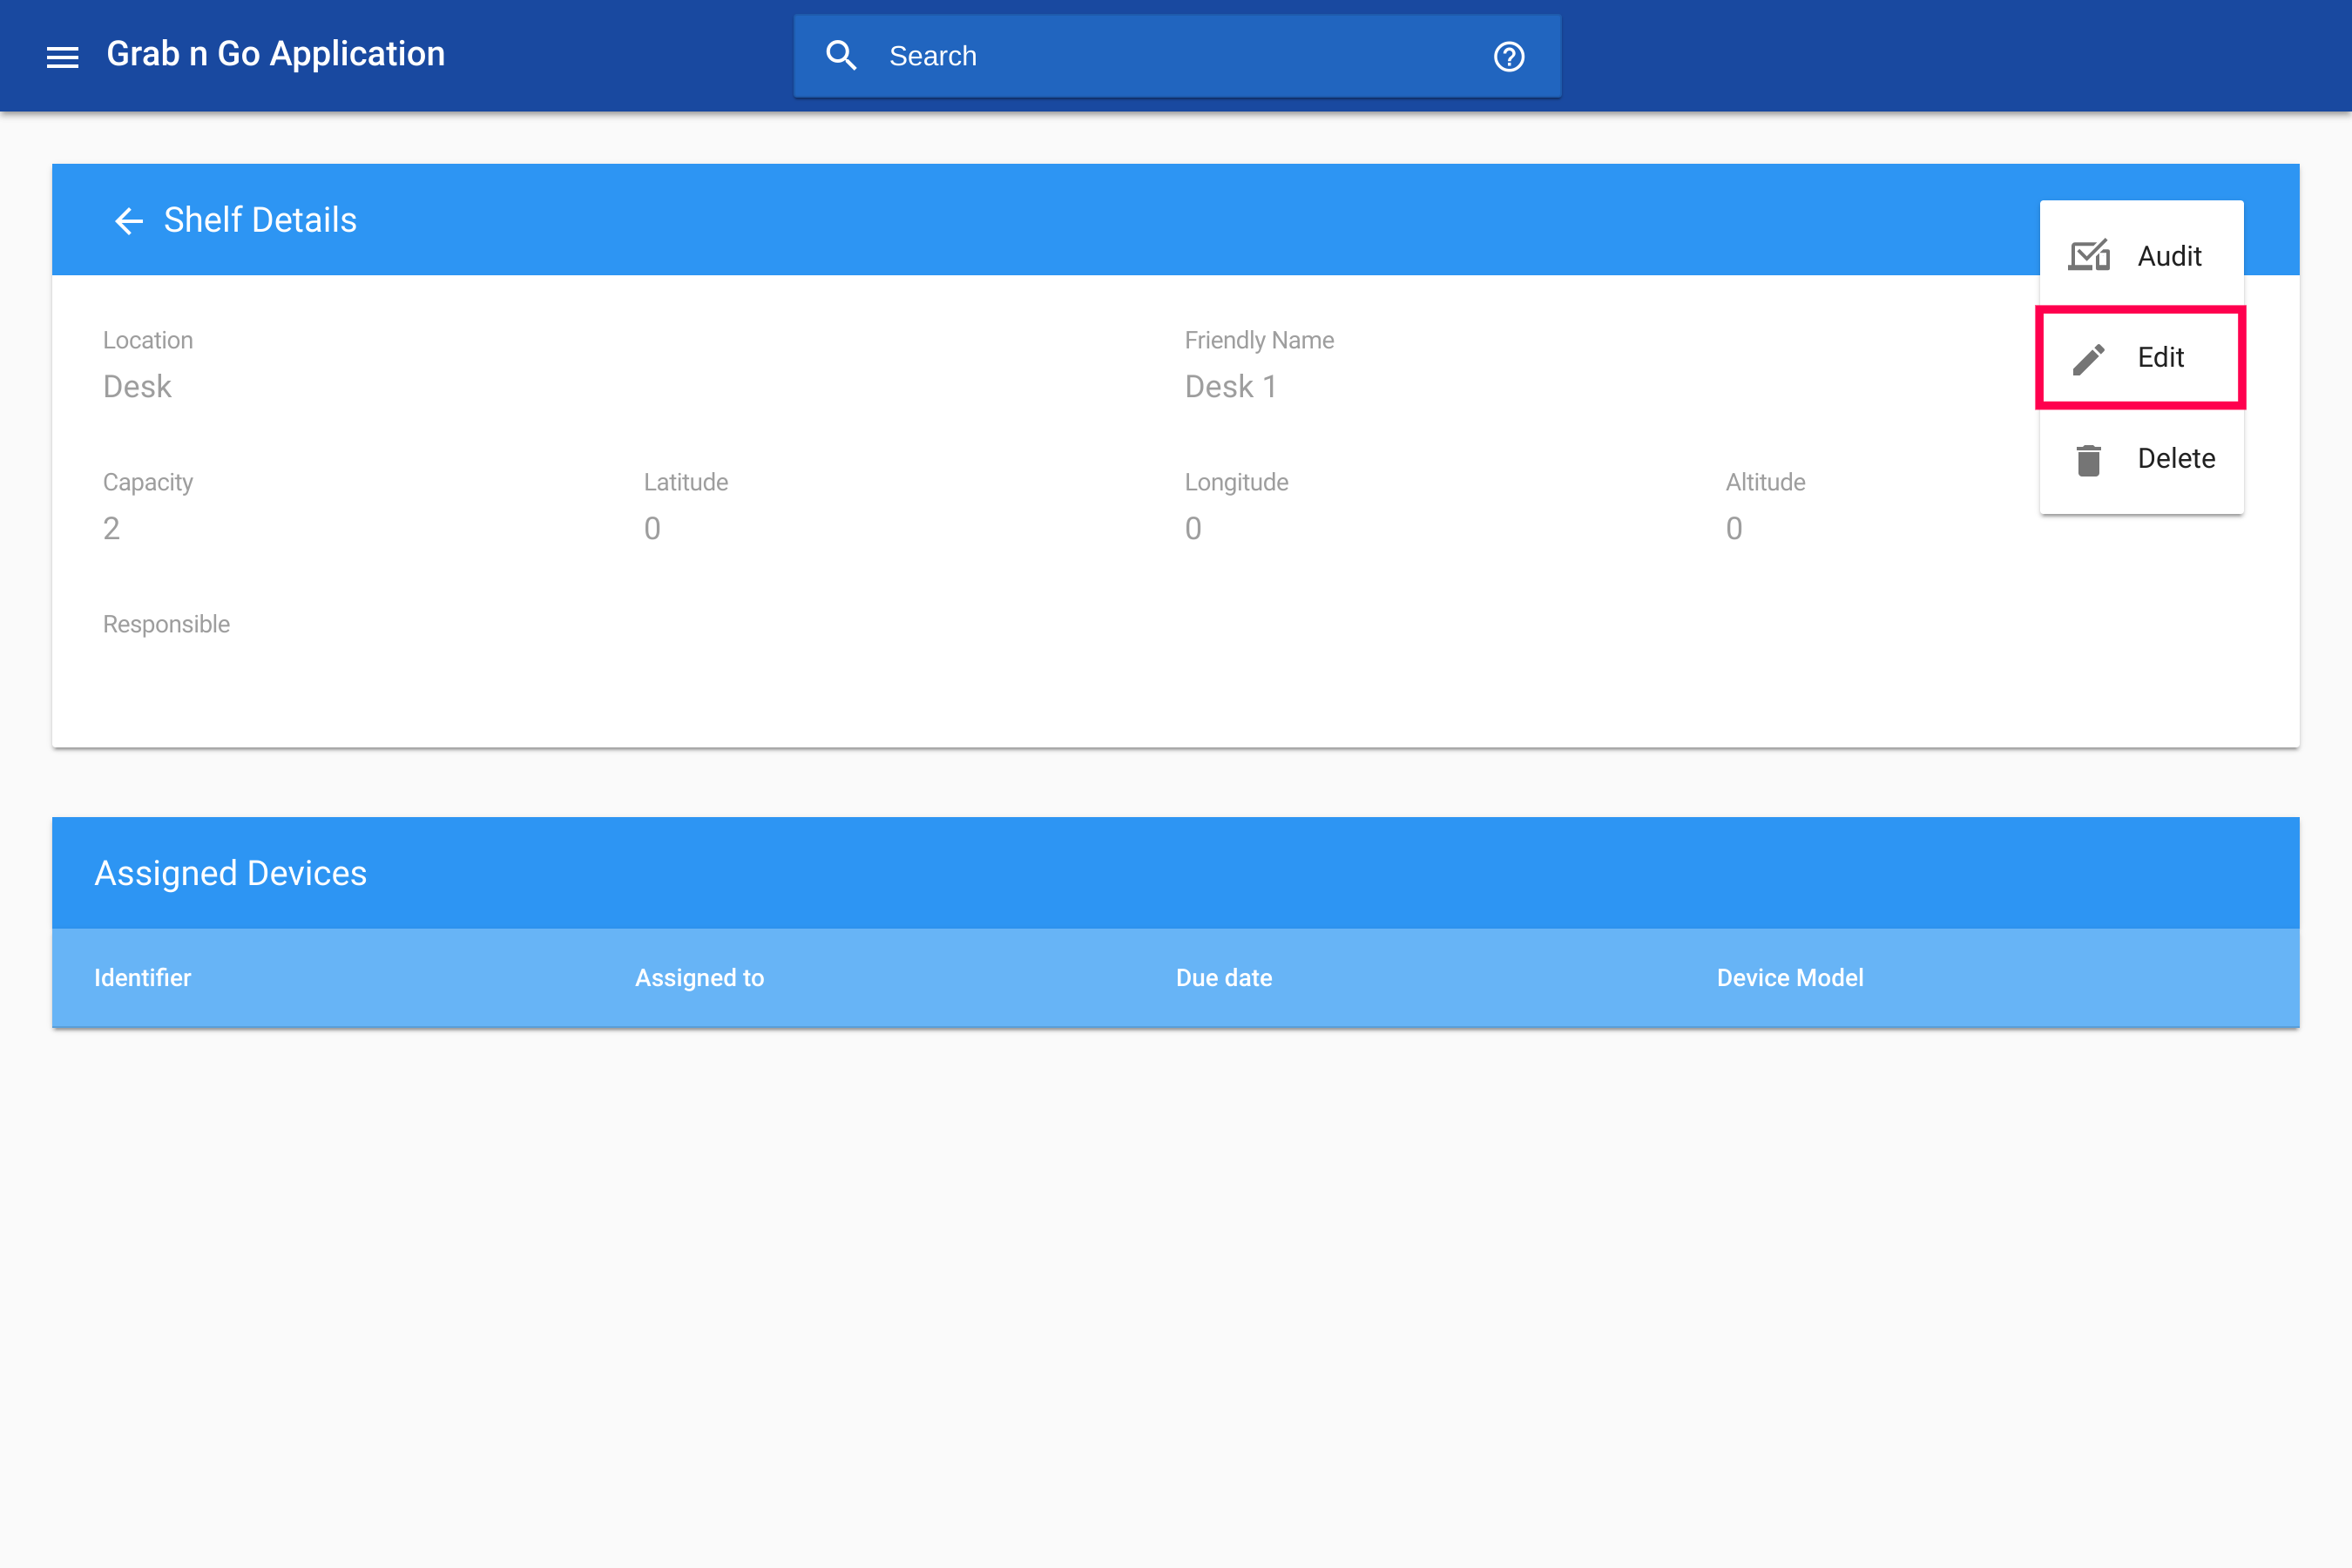 Grab n Go Application
Search
Shelf Details
Audit
Edit
Delete
Location
Desk
Friendly Name
Desk 1
Capacity
2
Latitude
0
Longitude
0
Altitude
0
Responsible
Assigned Devices
Identifier
Assigned to
Due date
Device Model